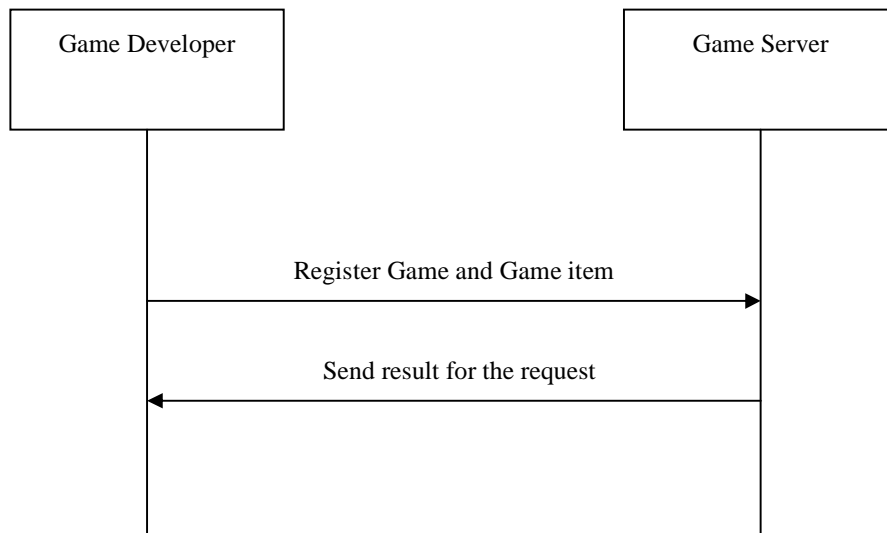 Game Developer
Game Server
Register Game and Game item
Send result for the request